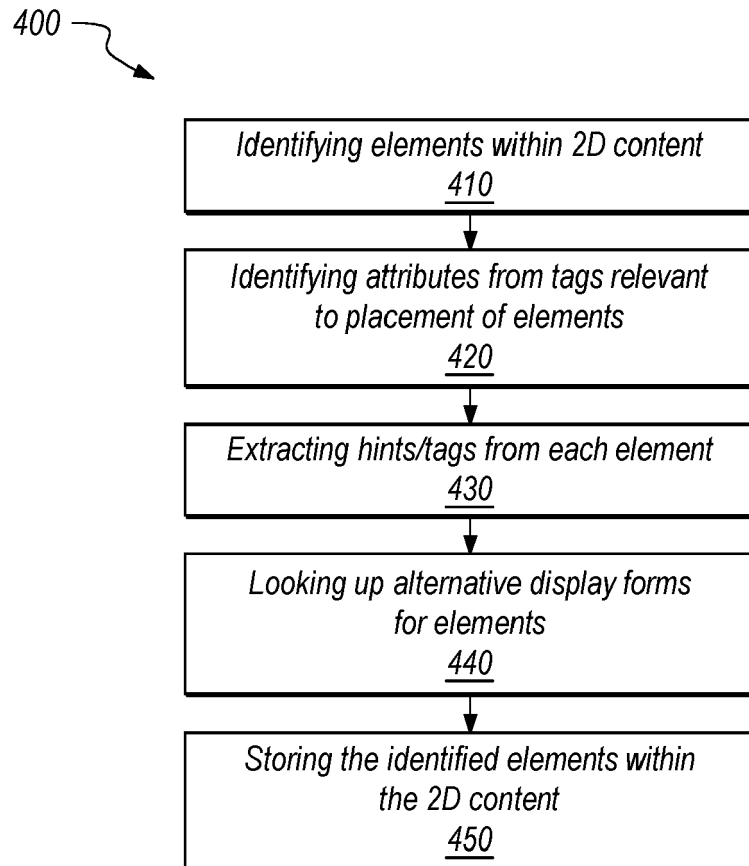 400
Identifying elements within 2D content
410
Identifying attributes from tags relevant
to placement of elements
420
Extracting hints/tags from each element
430
Looking up alternative display forms
for elements
440
Storing the identified elements within
the 2D content
450